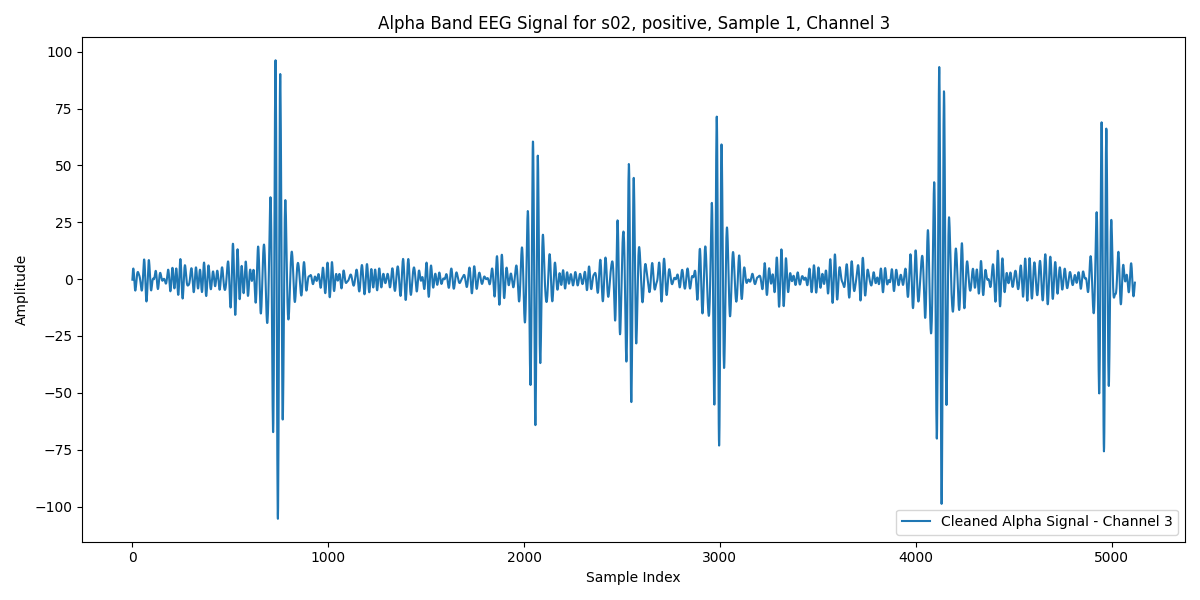 Alpha Band EEG Signal for s02, positive, Sample 1, Channel 3
100
75
50
25
0
−25
−50
−75
−100
Amplitude
0 1000 2000 3000 4000 5000
Sample Index
Cleaned Alpha Signal - Channel 3